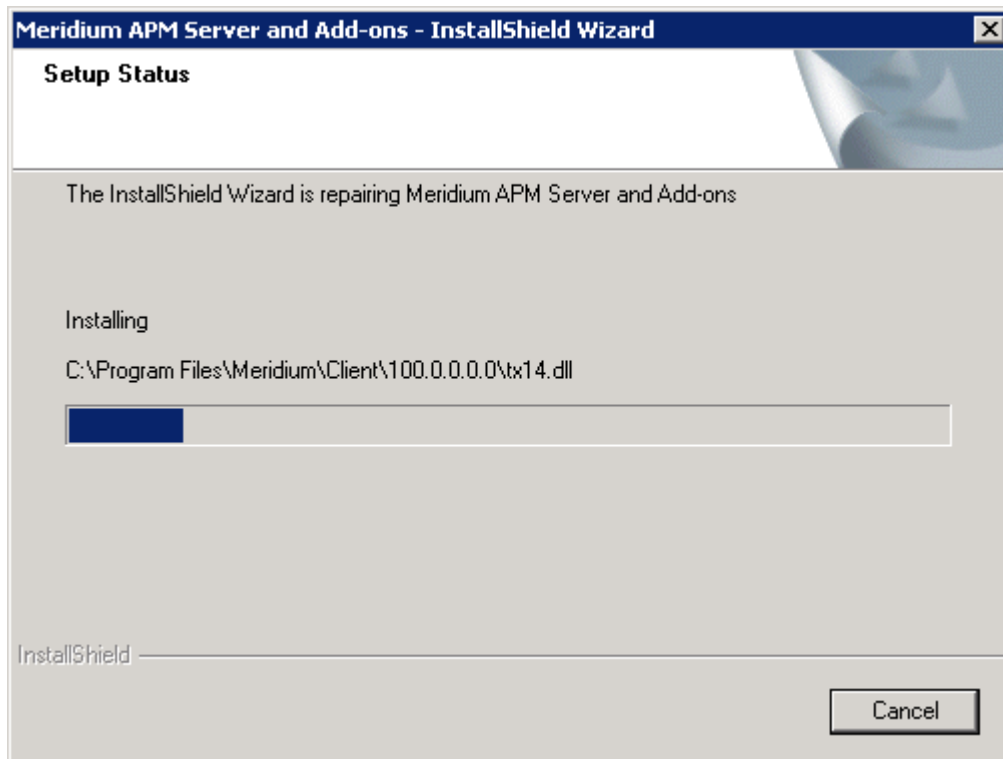 Meridium APM Server and Add-ons - InstallShield Wizard
Setup Status
The InstallShield Wizard is repairing Meridium APM Server and Add-ons
Installing
C:\Program Files\Meridium\Client\100.0.0.0.0\tx14.dll
InstallShield
Cancel